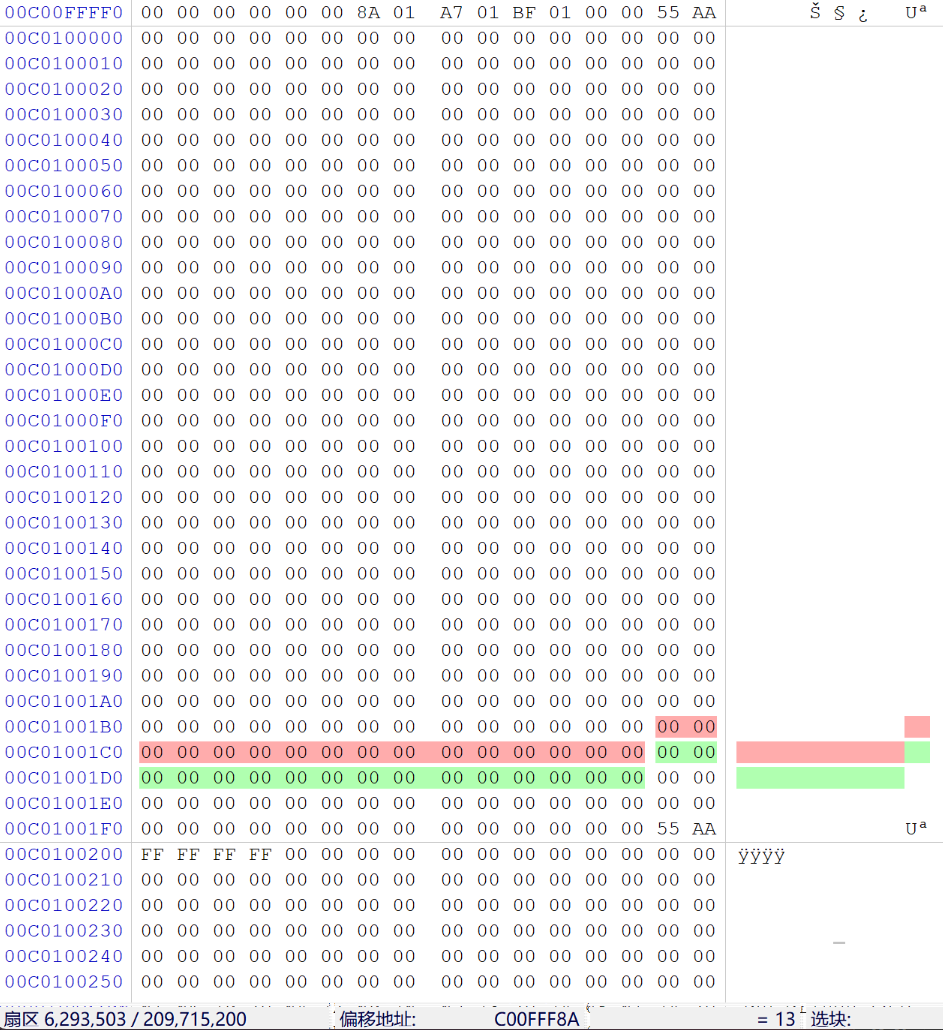 00C00FFFF0 00 00 00 00 00 00 8A 01 A7 01 BF 01 00 00 55 AA Š § ¿ Uª
00C0100000 00 00 00 00 00 00 00 00 00 00 00 00 00 00 00 00
00C0100010 00 00 00 00 00 00 00 00 00 00 00 00 00 00 00 00
00C0100020 00 00 00 00 00 00 00 00 00 00 00 00 00 00 00 00
00C0100030 00 00 00 00 00 00 00 00 00 00 00 00 00 00 00 00
00C0100040 00 00 00 00 00 00 00 00 00 00 00 00 00 00 00 00
00C0100050 00 00 00 00 00 00 00 00 00 00 00 00 00 00 00 00
00C0100060 00 00 00 00 00 00 00 00 00 00 00 00 00 00 00 00
00C0100070 00 00 00 00 00 00 00 00 00 00 00 00 00 00 00 00
00C0100080 00 00 00 00 00 00 00 00 00 00 00 00 00 00 00 00
00C0100090 00 00 00 00 00 00 00 00 00 00 00 00 00 00 00 00
00C01000A0 00 00 00 00 00 00 00 00 00 00 00 00 00 00 00 00
00C01000B0 00 00 00 00 00 00 00 00 00 00 00 00 00 00 00 00
00C01000C0 00 00 00 00 00 00 00 00 00 00 00 00 00 00 00 00
00C01000D0 00 00 00 00 00 00 00 00 00 00 00 00 00 00 00 00
00C01000E0 00 00 00 00 00 00 00 00 00 00 00 00 00 00 00 00
00C01000F0 00 00 00 00 00 00 00 00 00 00 00 00 00 00 00 00
00C0100100 00 00 00 00 00 00 00 00 00 00 00 00 00 00 00 00
00C0100110 00 00 00 00 00 00 00 00 00 00 00 00 00 00 00 00
00C0100120 00 00 00 00 00 00 00 00 00 00 00 00 00 00 00 00
00C0100130 00 00 00 00 00 00 00 00 00 00 00 00 00 00 00 00
00C0100140 00 00 00 00 00 00 00 00 00 00 00 00 00 00 00 00
00C0100150 00 00 00 00 00 00 00 00 00 00 00 00 00 00 00 00
00C0100160 00 00 00 00 00 00 00 00 00 00 00 00 00 00 00 00
00C0100170 00 00 00 00 00 00 00 00 00 00 00 00 00 00 00 00
00C0100180 00 00 00 00 00 00 00 00 00 00 00 00 00 00 00 00
00C0100190 00 00 00 00 00 00 00 00 00 00 00 00 00 00 00 00
00C01001A0 00 00 00 00 00 00 00 00 00 00 00 00 00 00 00 00
00C01001B0 00 00 00 00 00 00 00 00 00 00 00 00 00 00 00 00
00C01001C0 00 00 00 00 00 00 00 00 00 00 00 00 00 00 00 00
00C01001D0 00 00 00 00 00 00 00 00 00 00 00 00 00 00 00 00
00C01001E0 00 00 00 00 00 00 00 00 00 00 00 00 00 00 00 00
00C01001F0 00 00 00 00 00 00 00 00 00 00 00 00 00 00 55 AA Uª
00C0100200 FF FF FF FF 00 00 00 00 00 00 00 00 00 00 00 00 ÿÿÿÿ
00C0100210 00 00 00 00 00 00 00 00 00 00 00 00 00 00 00 00
00C0100220 00 00 00 00 00 00 00 00 00 00 00 00 00 00 00 00
00C0100230 00 00 00 00 00 00 00 00 00 00 00 00 00 00 00 00
00C0100240 00 00 00 00 00 00 00 00 00 00 00 00 00 00 00 00
00C0100250 00 00 00 00 00 00 00 00 00 00 00 00 00 00 00 00
扇区 6,293,503 / 209,715,200 偏移地址: C00FFF8A = 13 选块: